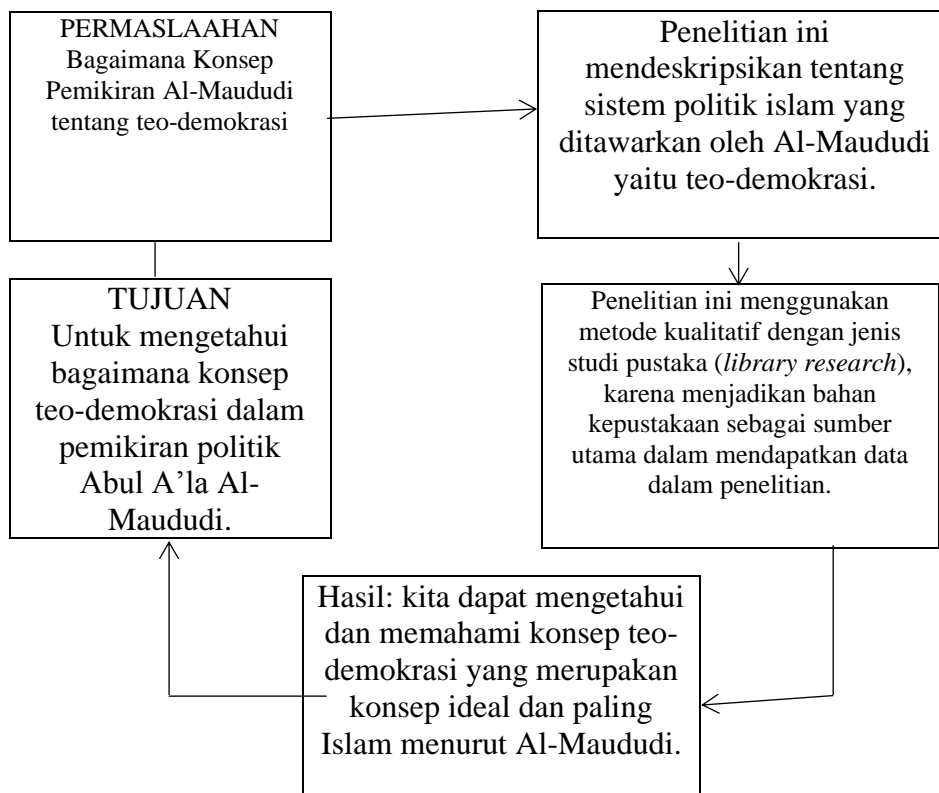 PERMASLAAHAN
Bagaimana Konsep
Pemikiran Al-Maududi
tentang teo-demokrasi
Penelitian ini
mendeskripsikan tentang
sistem politik islam yang
ditawarkan oleh Al-Maududi
yaitu teo-demokrasi.
Penelitian ini menggunakan
metode kualitatif dengan jenis
studi pustaka (library research),
karena menjadikan bahan
kepustakaan sebagai sumber
utama dalam mendapatkan data
dalam penelitian.
Hasil: kita dapat mengetahui
dan memahami konsep teo-
demokrasi yang merupakan
konsep ideal dan paling
Islam menurut Al-Maududi.
TUJUAN
Untuk mengetahui
bagaimana konsep
teo-demokrasi dalam
pemikiran politik
Abul A’la Al-
Maududi.